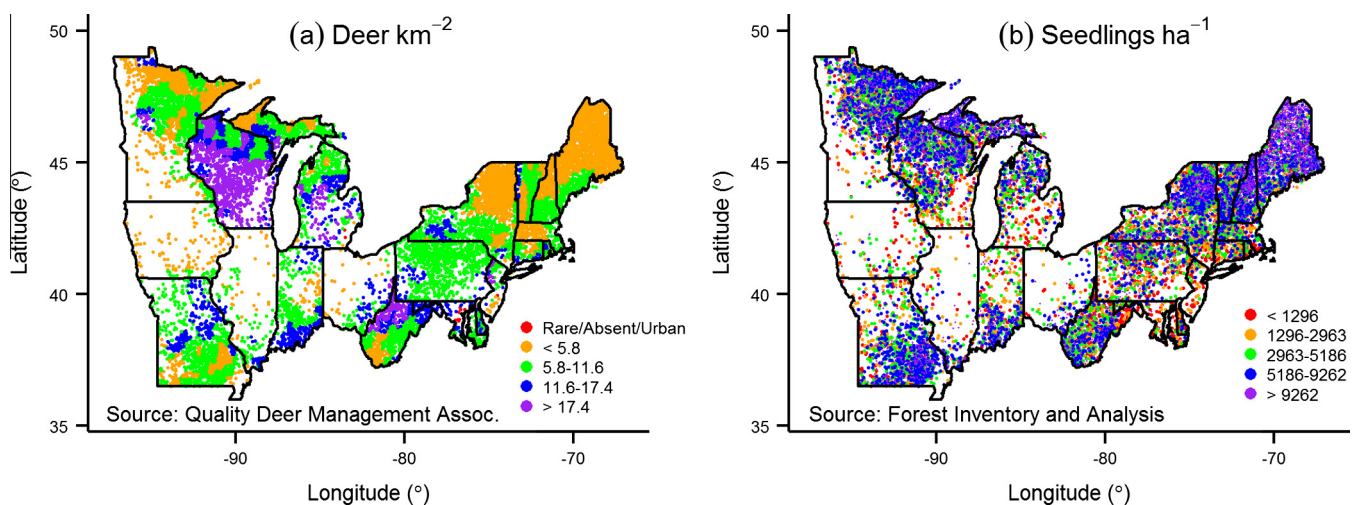 (a) Deer km⁻²
50
45
40
35
Latitude (°)
-90
-80
-70
Longitude (°)
Rare/Absent/Urban
< 5.8
5.8-11.6
11.6-17.4
> 17.4
Source: Quality Deer Management Assoc.
(b) Seedlings ha⁻¹
50
45
40
35
Latitude (°)
-90
-80
-70
Longitude (°)
< 1296
1296-2963
2963-5186
5186-9262
> 9262
Source: Forest Inventory and Analysis